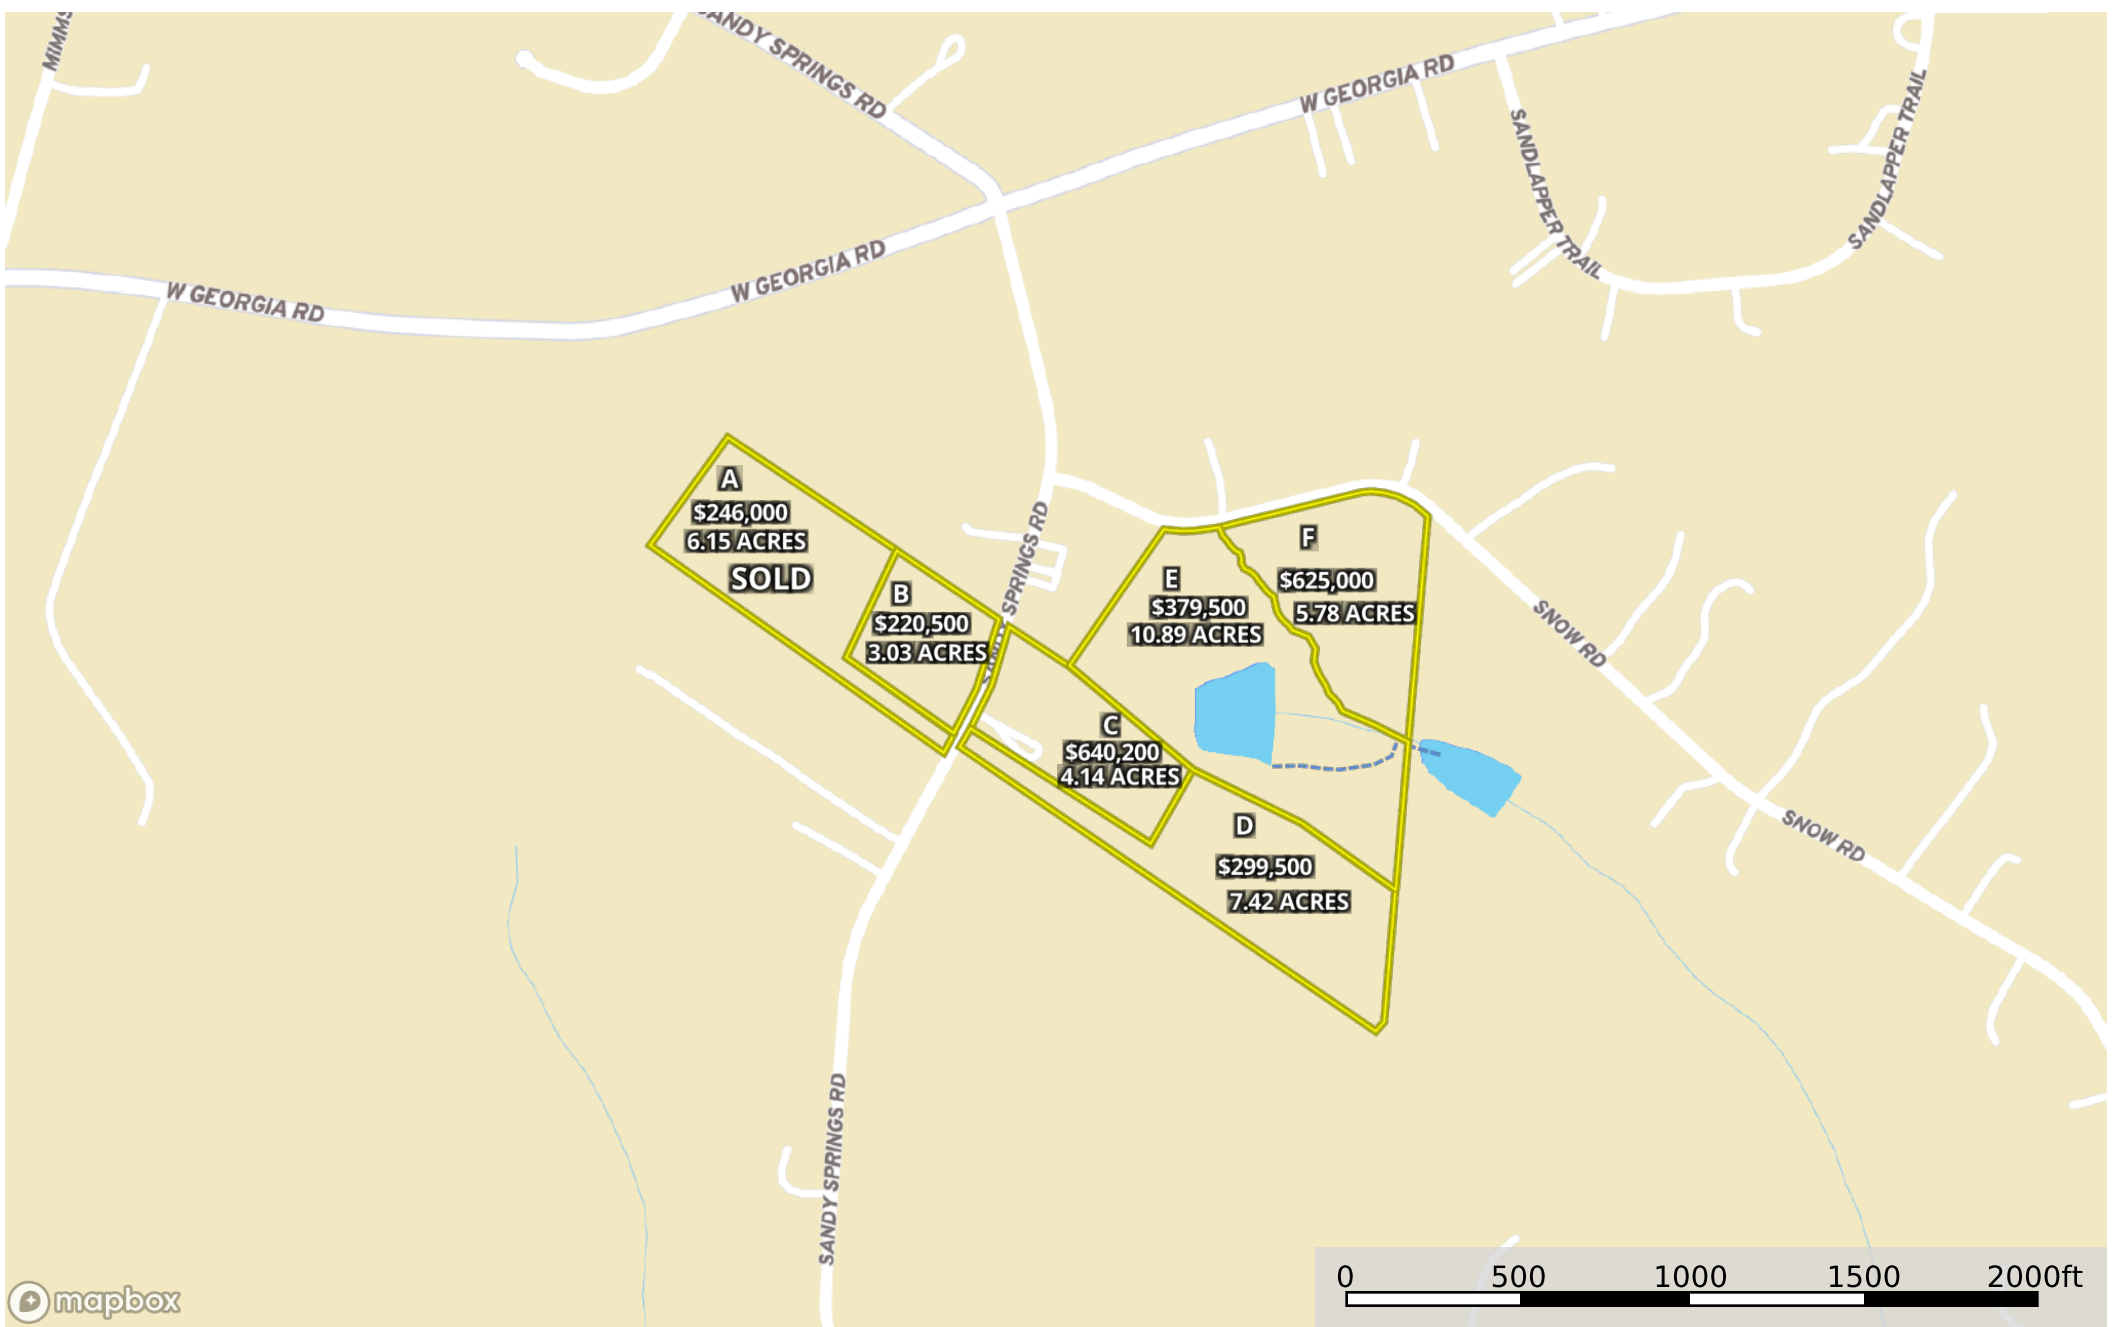 MIMMS
SANDY SPRINGS RD
W GEORGIA RD
SANDLAPPER TRAIL
SANDLAPPER TRAIL
W GEORGIA RD
W GEORGIA RD
A
$246,000
6.15 ACRES
SOLD
B
$220,500
3.03 ACRES
SANDY SPRINGS RD
E
$379,500
10.89 ACRES
F
$625,000
5.78 ACRES
SNOW RD
C
$640,200
4.14 ACRES
D
$299,500
7.42 ACRES
SNOW RD
SANDY SPRINGS RD
0 500 1000 1500 2000ft
mapbox